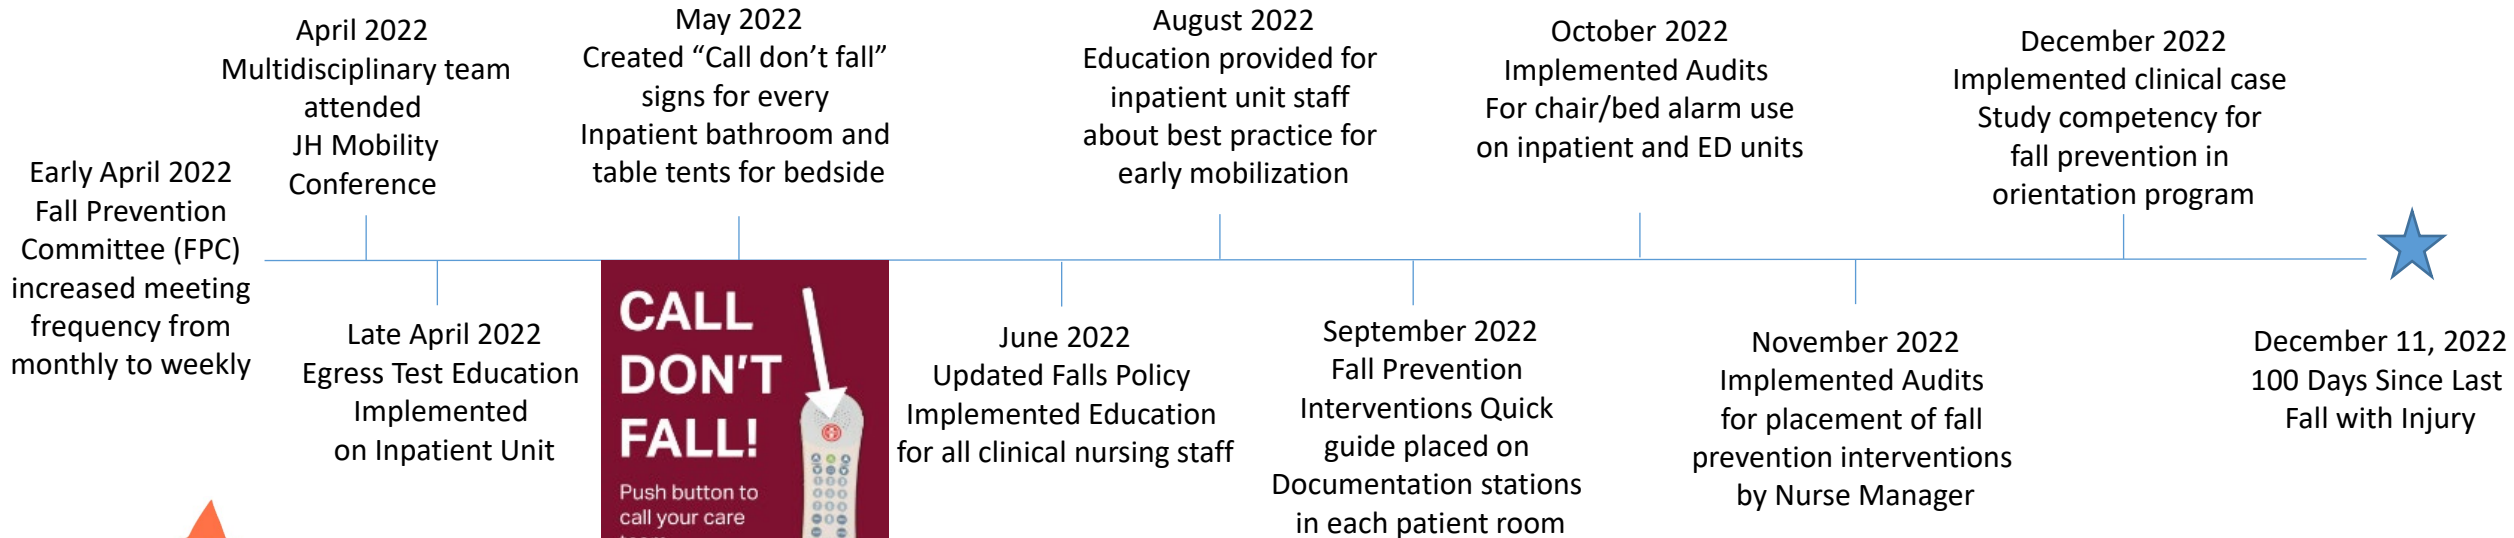 Early April 2022
Fall Prevention
Committee (FPC)
increased meeting
frequency from
monthly to weekly
April 2022
Multidisciplinary team
attended
JH Mobility
Conference
Late April 2022
Egress Test Education
Implemented
on Inpatient Unit
May 2022
Created “Call don’t fall”
signs for every
Inpatient bathroom and
table tents for bedside
CALL
DON'T
FALL!
Push button to
call your care
June 2022
Updated Falls Policy
Implemented Education
for all clinical nursing staff
August 2022
Education provided for
inpatient unit staff
about best practice for
early mobilization
September 2022
Fall Prevention
Interventions Quick
guide placed on
Documentation stations
in each patient room
October 2022
Implemented Audits
For chair/bed alarm use
on inpatient and ED units
November 2022
Implemented Audits
for placement of fall
prevention interventions
by Nurse Manager
December 2022
Implemented clinical case
Study competency for
fall prevention in
orientation program
December 11, 2022
100 Days Since Last
Fall with Injury